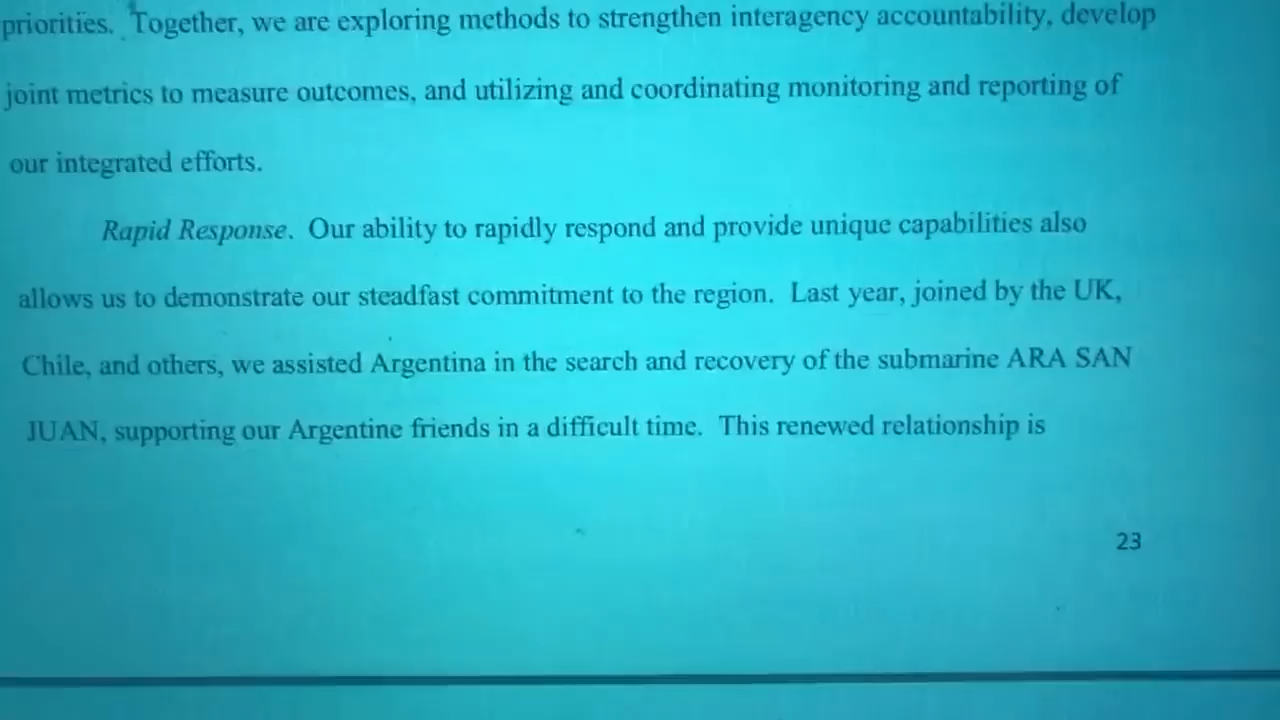 priorities. Together, we are exploring methods to strengthen interagency accountability, develop
joint metrics to measure outcomes, and utilizing and coordinating monitoring and reporting of
our integrated efforts.
Rapid Response. Our ability to rapidly respond and provide unique capabilities also
allows us to demonstrate our steadfast commitment to the region. Last year, joined by the UK,
Chile, and others, we assisted Argentina in the search and recovery of the submarine ARA SAN
JUAN, supporting our Argentine friends in a difficult time. This renewed relationship is
23